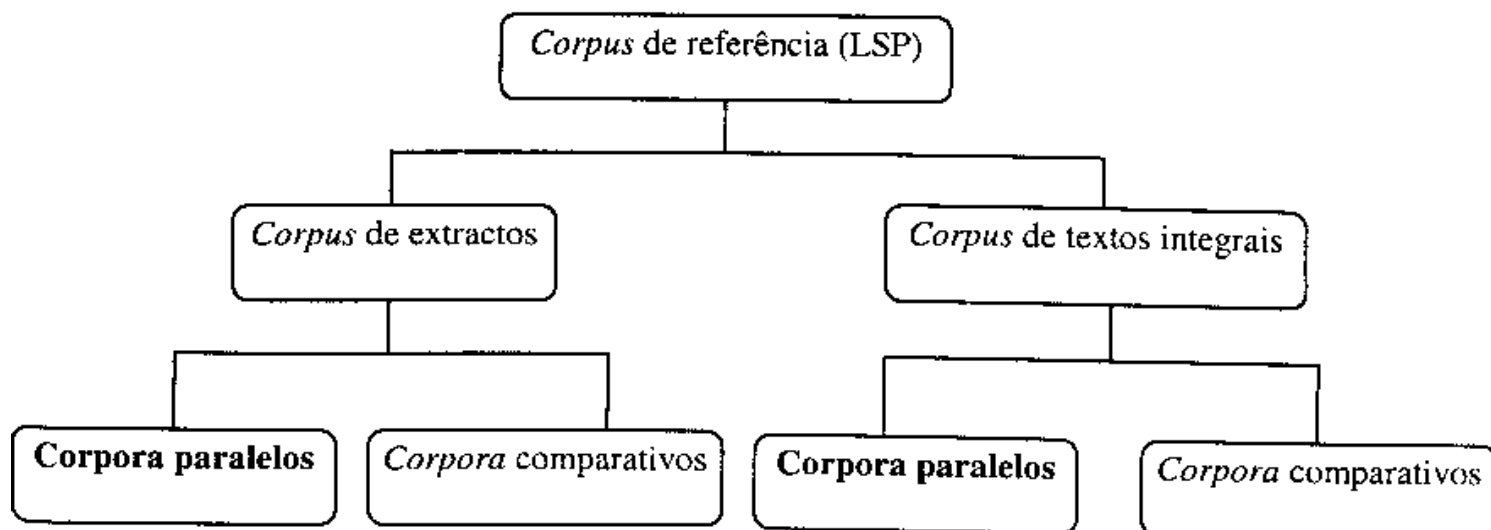 Corpus de referência (LSP)
Corpus de extractos
Corpus de textos integrais
Corpora paralelos
Corpora comparativos
Corpora paralelos
Corpora comparativos